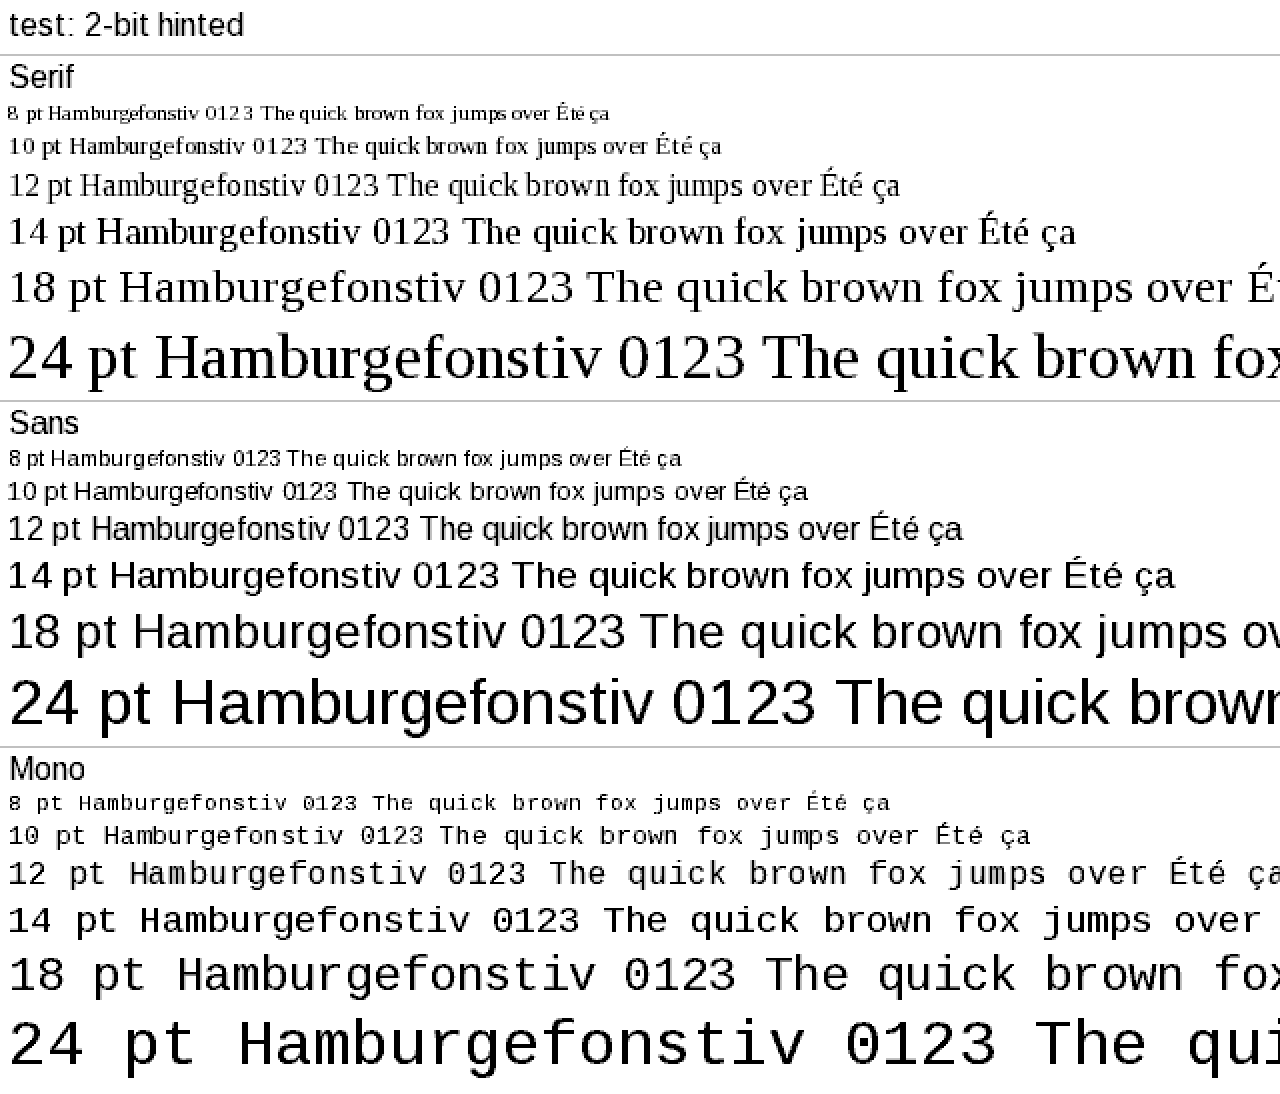 test: 2-bit hinted
Serif
8 pt Hamburgefonstiv 0123 The quick brown fox jumps over Été ça
10 pt Hamburgefonstiv 0123 The quick brown fox jumps over Été ça
12 pt Hamburgefonstiv 0123 The quick brown fox jumps over Été ça
14 pt Hamburgefonstiv 0123 The quick brown fox jumps over Été ça
18 pt Hamburgefonstiv 0123 The quick brown fox jumps over É
24 pt Hamburgefonstiv 0123 The quick brown fox
Sans
8 pt Hamburgefonstiv 0123 The quick brown fox jumps over Été ça
10 pt Hamburgefonstiv 0123 The quick brown fox jumps over Été ça
12 pt Hamburgefonstiv 0123 The quick brown fox jumps over Été ça
14 pt Hamburgefonstiv 0123 The quick brown fox jumps over Été ça
18 pt Hamburgefonstiv 0123 The quick brown fox jumps ov
24 pt Hamburgefonstiv 0123 The quick brown
Mono
8 pt Hamburgefonstiv 0123 The quick brown fox jumps over Été ça
10 pt Hamburgefonstiv 0123 The quick brown fox jumps over Été ça
12 pt Hamburgefonstiv 0123 The quick brown fox jumps over Été ça
14 pt Hamburgefonstiv 0123 The quick brown fox jumps over
18 pt Hamburgefonstiv 0123 The quick brown fox
24 pt Hamburgefonstiv 0123 The qui